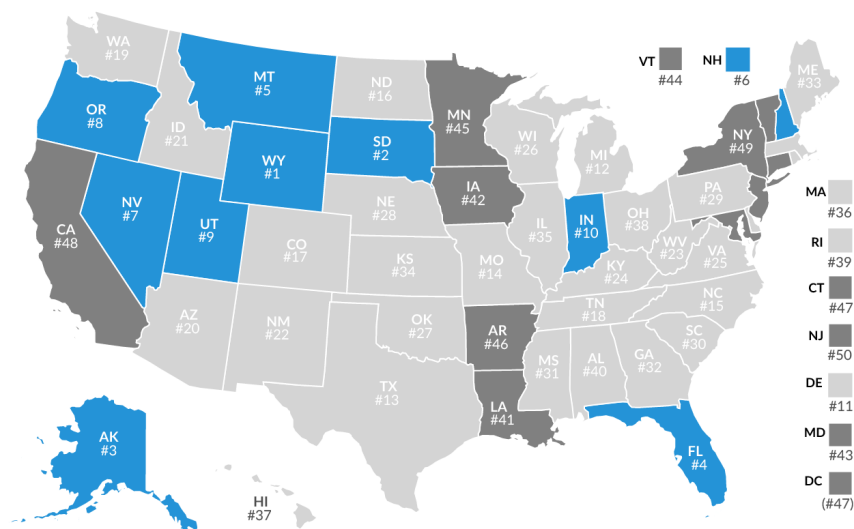 WA
#19
MT
#5
ND
#16
MN
#45
VT
#44
NH
#6
ME
#33
OR
#8
ID
#21
SD
#2
WI
#26
MI
#12
NY
#49
WY
#1
IA
#42
PA
#29
MA
#36
NV
#7
UT
#9
NE
#28
IL
#35
IN
#10
OH
#38
CA
#48
CO
#17
KS
#34
MO
#14
KY
#24
WV
#23
VA
#25
RI
#39
CT
#47
AZ
#20
NM
#22
OK
#27
AR
#46
TN
#18
NC
#15
SC
#30
NJ
#50
TX
#13
LA
#41
MS
#31
AL
#40
GA
#32
DE
#11
AK
#3
HI
#37
FL
#4
MD
#43
DC
(#47)